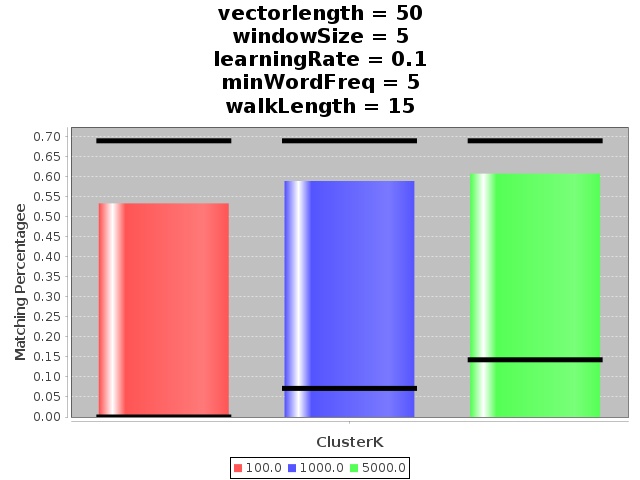 vectorlength = 50
windowSize = 5
learningRate = 0.1
minWordFreq = 5
walkLength = 15
Matching Percentagee
0.70
0.65
0.60
0.55
0.50
0.45
0.40
0.35
0.30
0.25
0.20
0.15
0.10
0.05
0.00
ClusterK
100.0 1000.0 5000.0